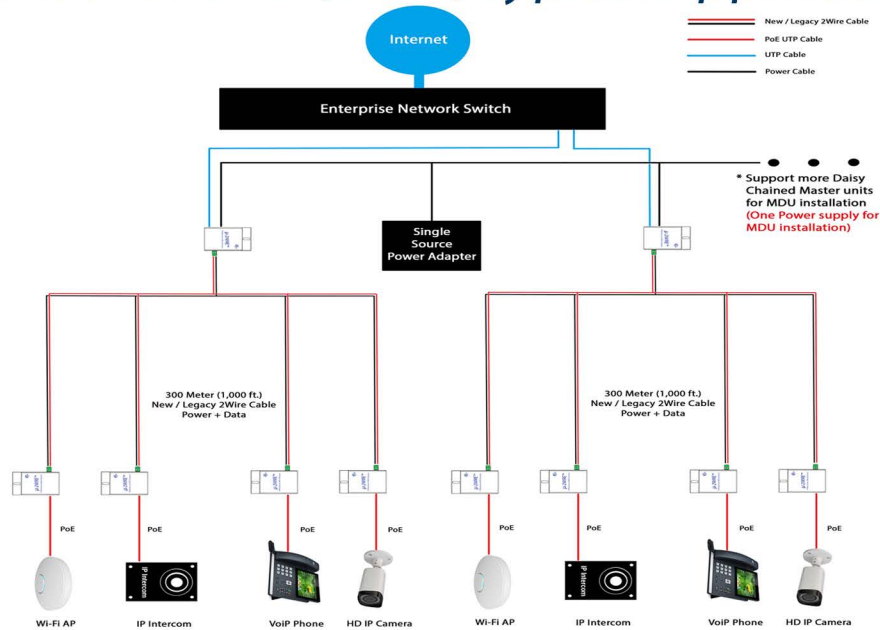 Internet
New / Legacy 2Wire Cable
PoE UTP Cable
UTP Cable
Power Cable
Enterprise Network Switch
* Support more Daisy
Chained Master units
for MDU installation
(One Power supply for
MDU installation)
Single
Source
Power Adapter
300 Meter (1,000 ft.)
New / Legacy 2Wire Cable
Power + Data
300 Meter (1,000 ft.)
New / Legacy 2Wire Cable
Power + Data
PoE
PoE
PoE
PoE
PoE
PoE
PoE
PoE
IP Intercom
IP Intercom
Wi-Fi AP
IP Intercom
VoiP Phone
HD IP Camera
Wi-Fi AP
IP Intercom
VoiP Phone
HD IP Camera